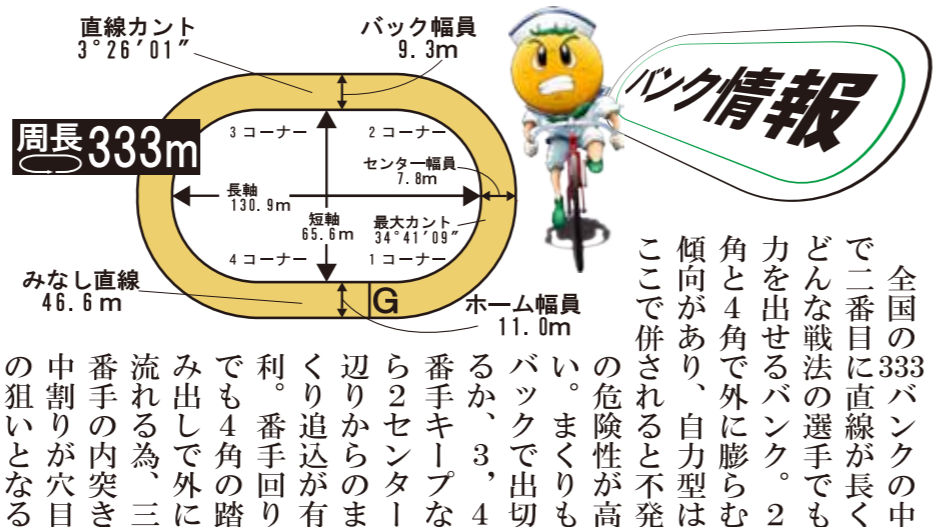 バンク情報
直線カント
3°26′01″
バック幅員
9.3m
周長
333m
3コーナー
2コーナー
センター幅員
7.8m
長軸
130.9m
短軸
65.6m
最大カント
34°41′09″
4コーナー
1コーナー
みなし直線
46.6m
G
ホーム幅員
11.0m
全国の333バンクの中
で二番目に直線が長く
どんな戦法の選手でも
力を出せるバンク。2
角と4角で外に膨らむ
傾向があり、自力型は
ここで併されると不発
の危険性が高
い。まくりも
バックで出切
るか、3，4
番手キープな
ら2センター
辺りからのま
くり追込が有
利。番手回り
でも4角の踏
み出しで外に
流れる為、三
番手の内突き
中割りが穴目
の狙いとなる